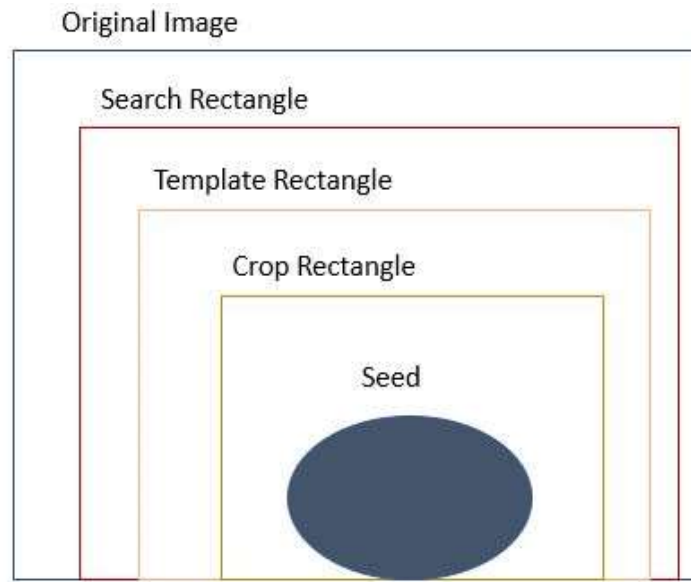 Original Image
Search Rectangle
Template Rectangle
Crop Rectangle
Seed